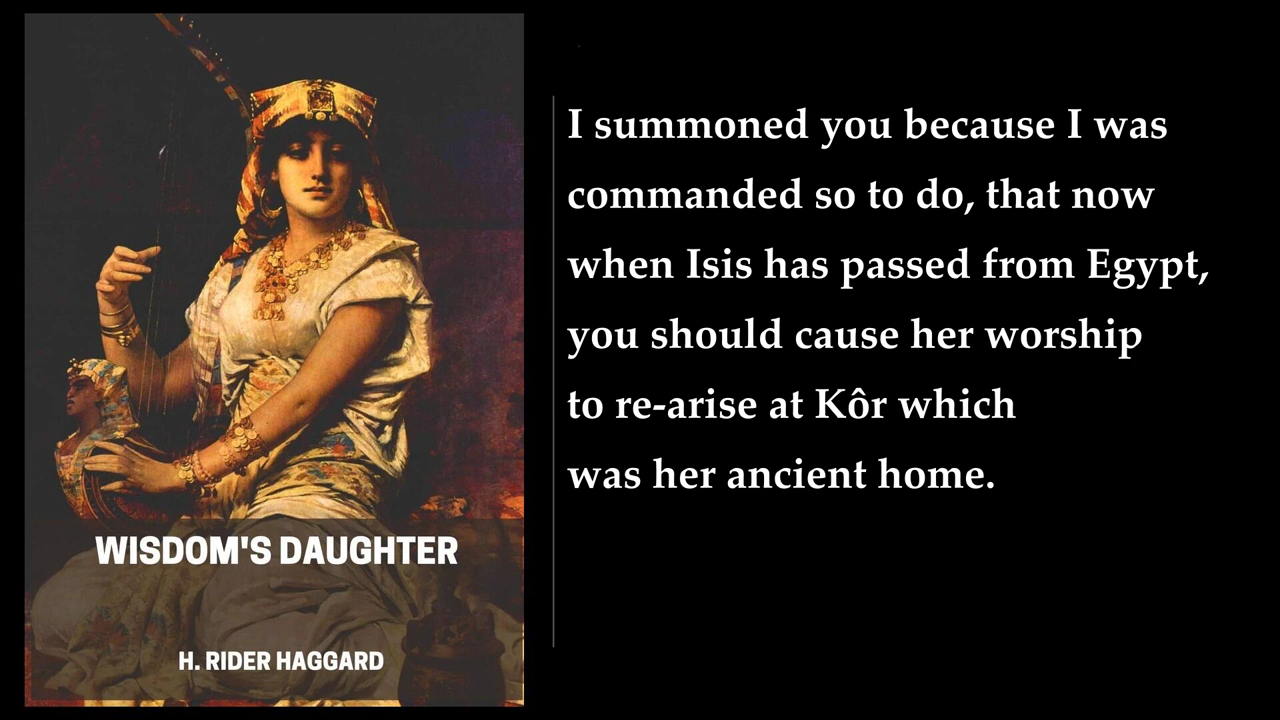 WISDOM'S DAUGHTER
H. RIDER HAGGARD
I summoned you because I was
commanded so to do, that now
when Isis has passed from Egypt,
you should cause her worship
to re-arise at Kôr which
was her ancient home.